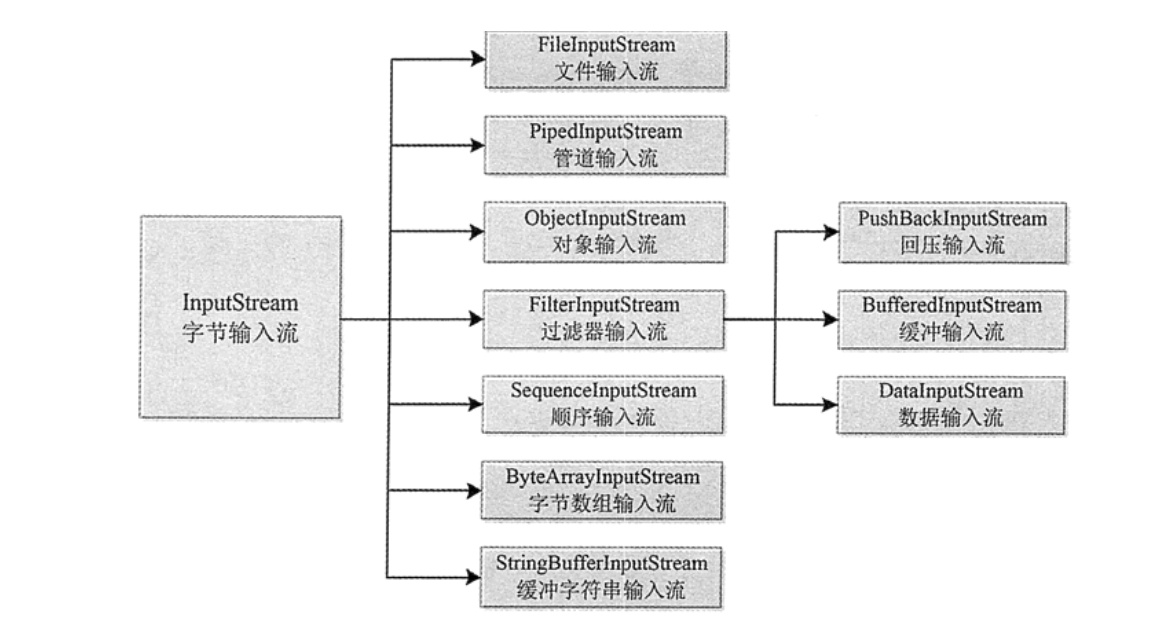 FileInputStream
文件输入流
PipedInputStream
管道输入流
ObjectInputStream
对象输入流
PushBackInputStream
回压输入流
InputStream
字节输入流
FilterInputStream
过滤器输入流
BufferedInputStream
缓冲输入流
SequenceInputStream
顺序输入流
DataInputStream
数据输入流
ByteArrayInputStream
字节数组输入流
StringBufferInputStream
缓冲字符串输入流